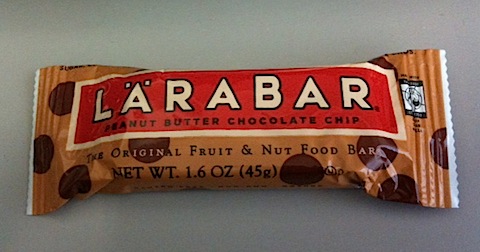 LÄRABAR®
PEANUT BUTTER CHOCOLATE CHIP
THE ORIGINAL FRUIT & NUT FOOD BAR
NET WT. 1.6 OZ (45g)